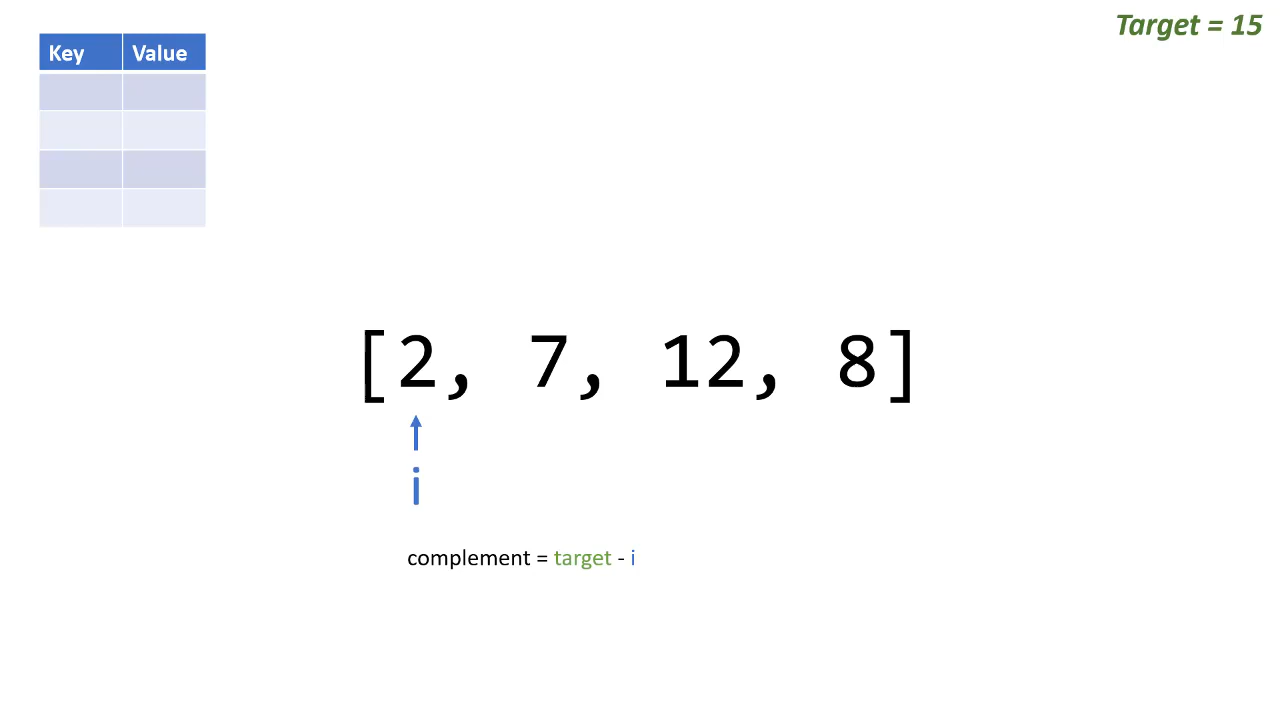 Target = 15
Key Value
[2, 7, 12, 8]
i
complement = target - i